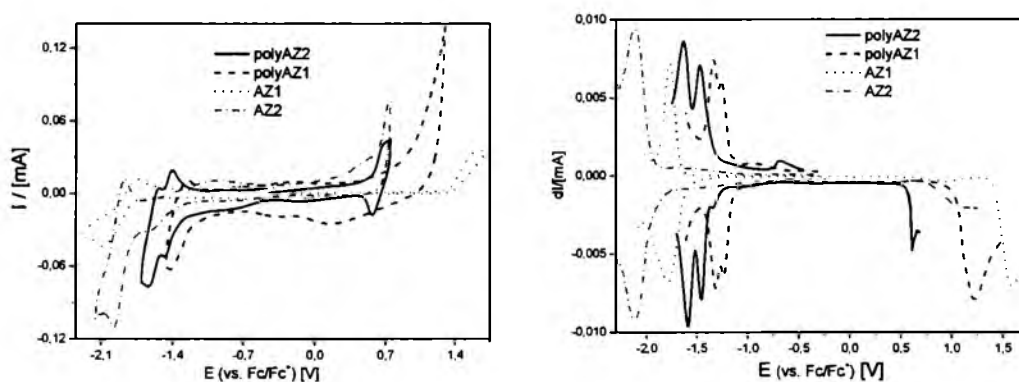 0,12
0,06
0,00
-0,06
-0,12
I / [mA]
polyAZ2
polyAZ1
AZ1
AZ2
-2,1 -1,4 -0,7 0,0 0,7 1,4
E (vs. Fc/Fc⁺) [V]
0,010
0,005
0,000
-0,005
-0,010
dI/[mA]
polyAZ2
polyAZ1
AZ1
AZ2
-2,0 -1,5 -1,0 -0,5 0,0 0,5 1,0 1,5
E (vs. Fc/Fc⁺) [V]